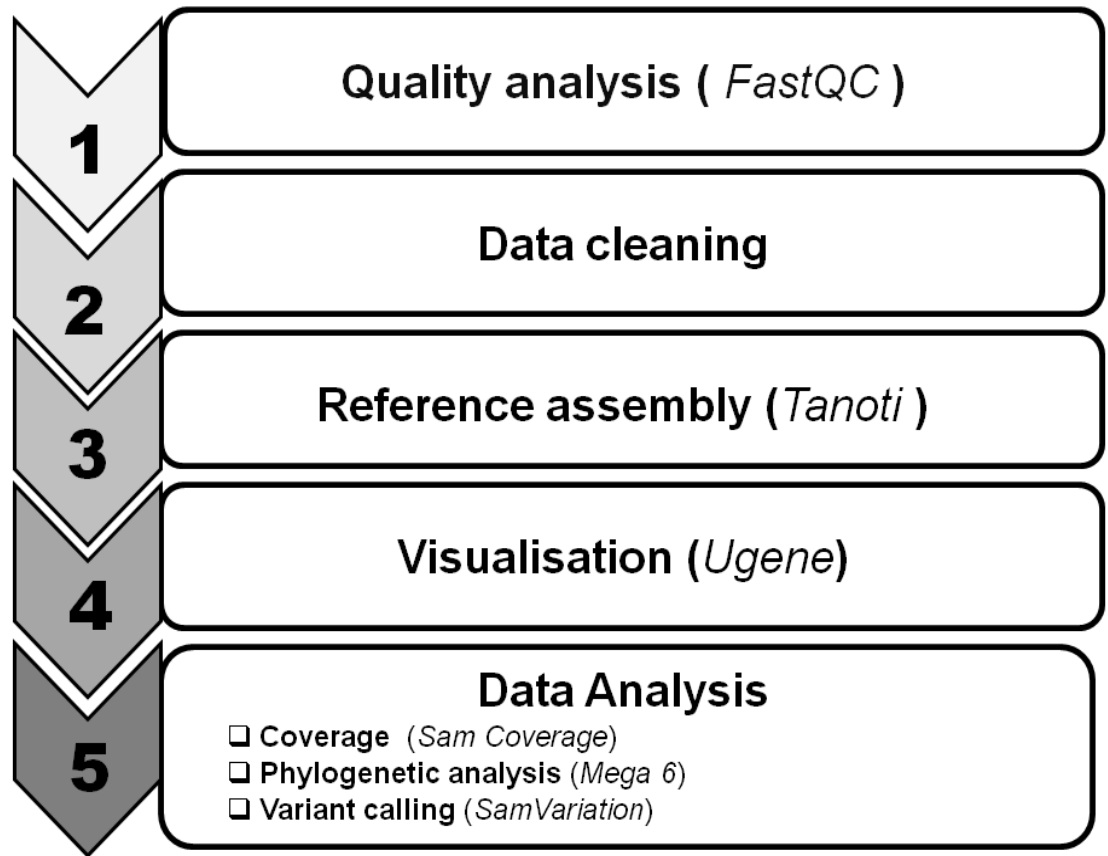 1
Quality analysis ( FastQC )
2
Data cleaning
3
Reference assembly (Tanoti )
4
Visualisation (Ugene)
5
Data Analysis
❑ Coverage (Sam Coverage)
❑ Phylogenetic analysis (Mega 6)
❑ Variant calling (SamVariation)